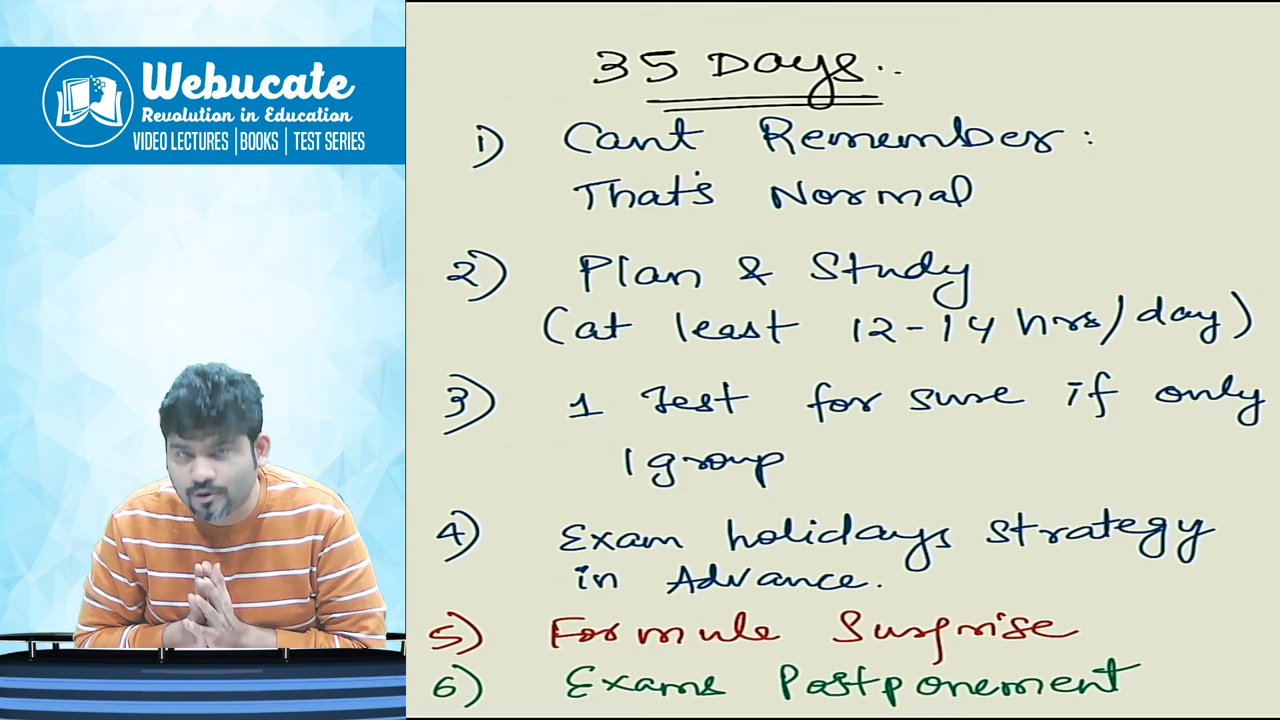 Webucate
Revolution in Education
VIDEO LECTURES | BOOKS | TEST SERIES
35 Days..
1) Cant Remember:
That's Normal
2) Plan & Study
(at least 12-14 hrs/day)
3) 1 Test for sure if only
1 group
4) Exam holidays strategy
in Advance.
5) Formule Surprise
6) Exams Postponement